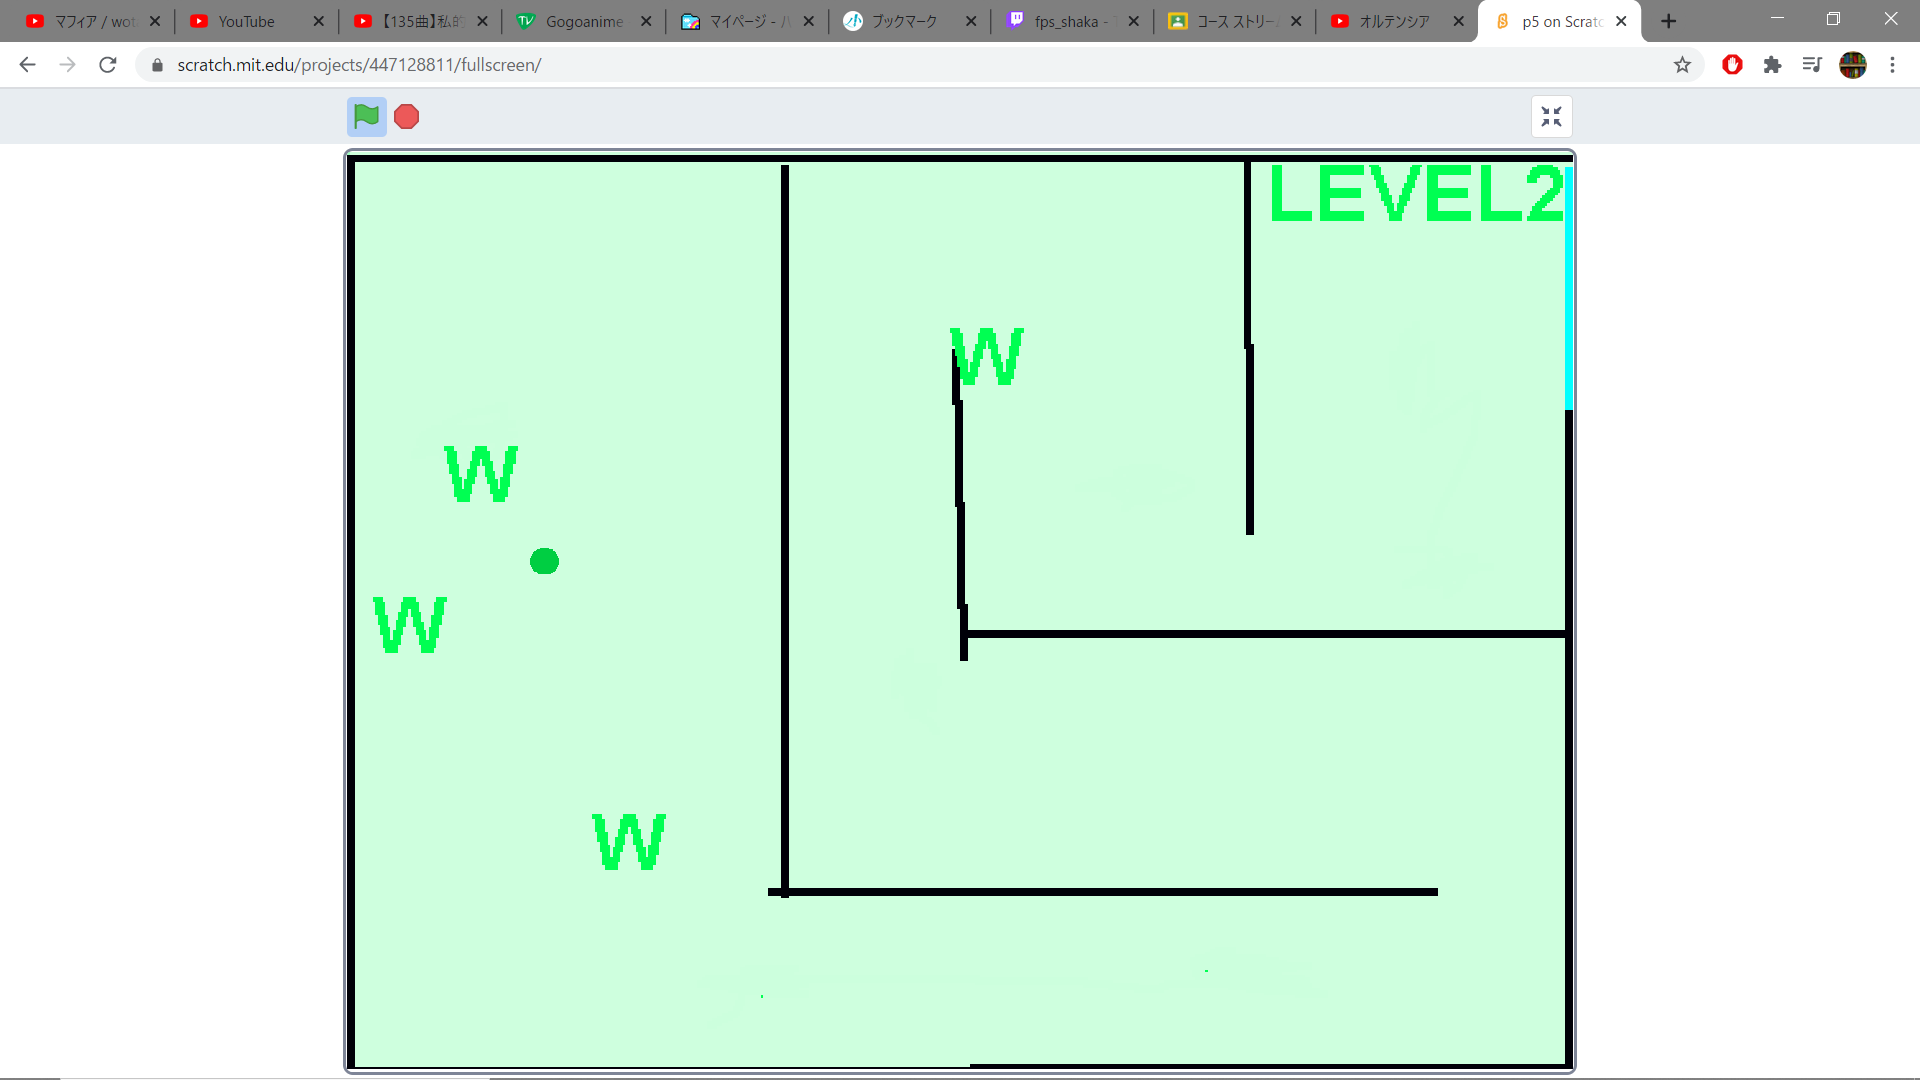 マフィア / wot
YouTube
【135曲】私的
Gogoanime
マイページ - ハ
ブックマーク
fps_shaka - T
コース ストリー
オルテンシア
p5 on Scratc
scratch.mit.edu/projects/447128811/fullscreen/
LEVEL2
W
W
W
W